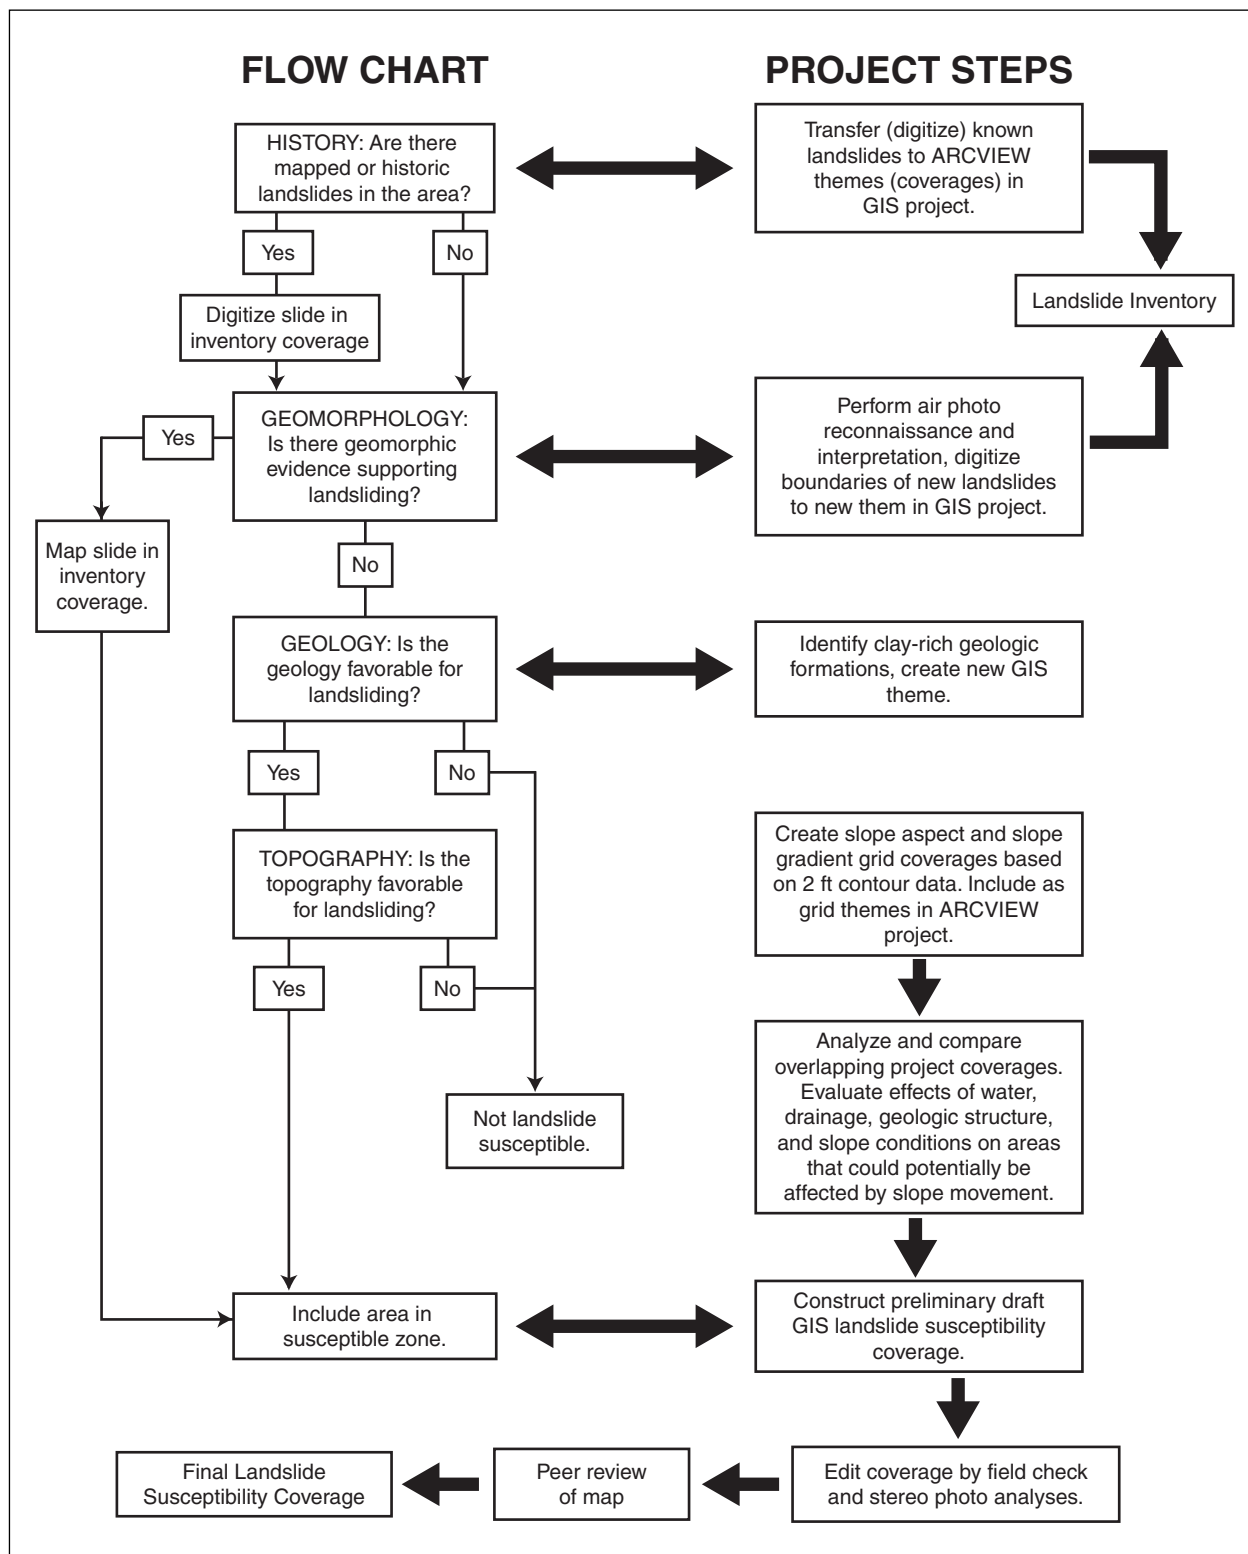 FLOW CHART
PROJECT STEPS
HISTORY: Are there
mapped or historic
landslides in the area?
Transfer (digitize) known
landslides to ARCVIEW
themes (coverages) in
GIS project.
Yes
No
Landslide Inventory
Digitize slide in
inventory coverage
GEOMORPHOLOGY:
Is there geomorphic
evidence supporting
landsliding?
Perform air photo
reconnaissance and
interpretation, digitize
boundaries of new landslides
to new them in GIS project.
Yes
Map slide in
inventory
coverage.
No
GEOLOGY: Is the
geology favorable for
landsliding?
Identify clay-rich geologic
formations, create new GIS
theme.
Yes
No
TOPOGRAPHY: Is the
topography favorable
for landsliding?
Create slope aspect and slope
gradient grid coverages based
on 2 ft contour data. Include as
grid themes in ARCVIEW
project.
Yes
No
Not landslide
susceptible.
Analyze and compare
overlapping project coverages.
Evaluate effects of water,
drainage, geologic structure,
and slope conditions on areas
that could potentially be
affected by slope movement.
Include area in
susceptible zone.
Construct preliminary draft
GIS landslide susceptibility
coverage.
Final Landslide
Susceptibility Coverage
Peer review
of map
Edit coverage by field check
and stereo photo analyses.